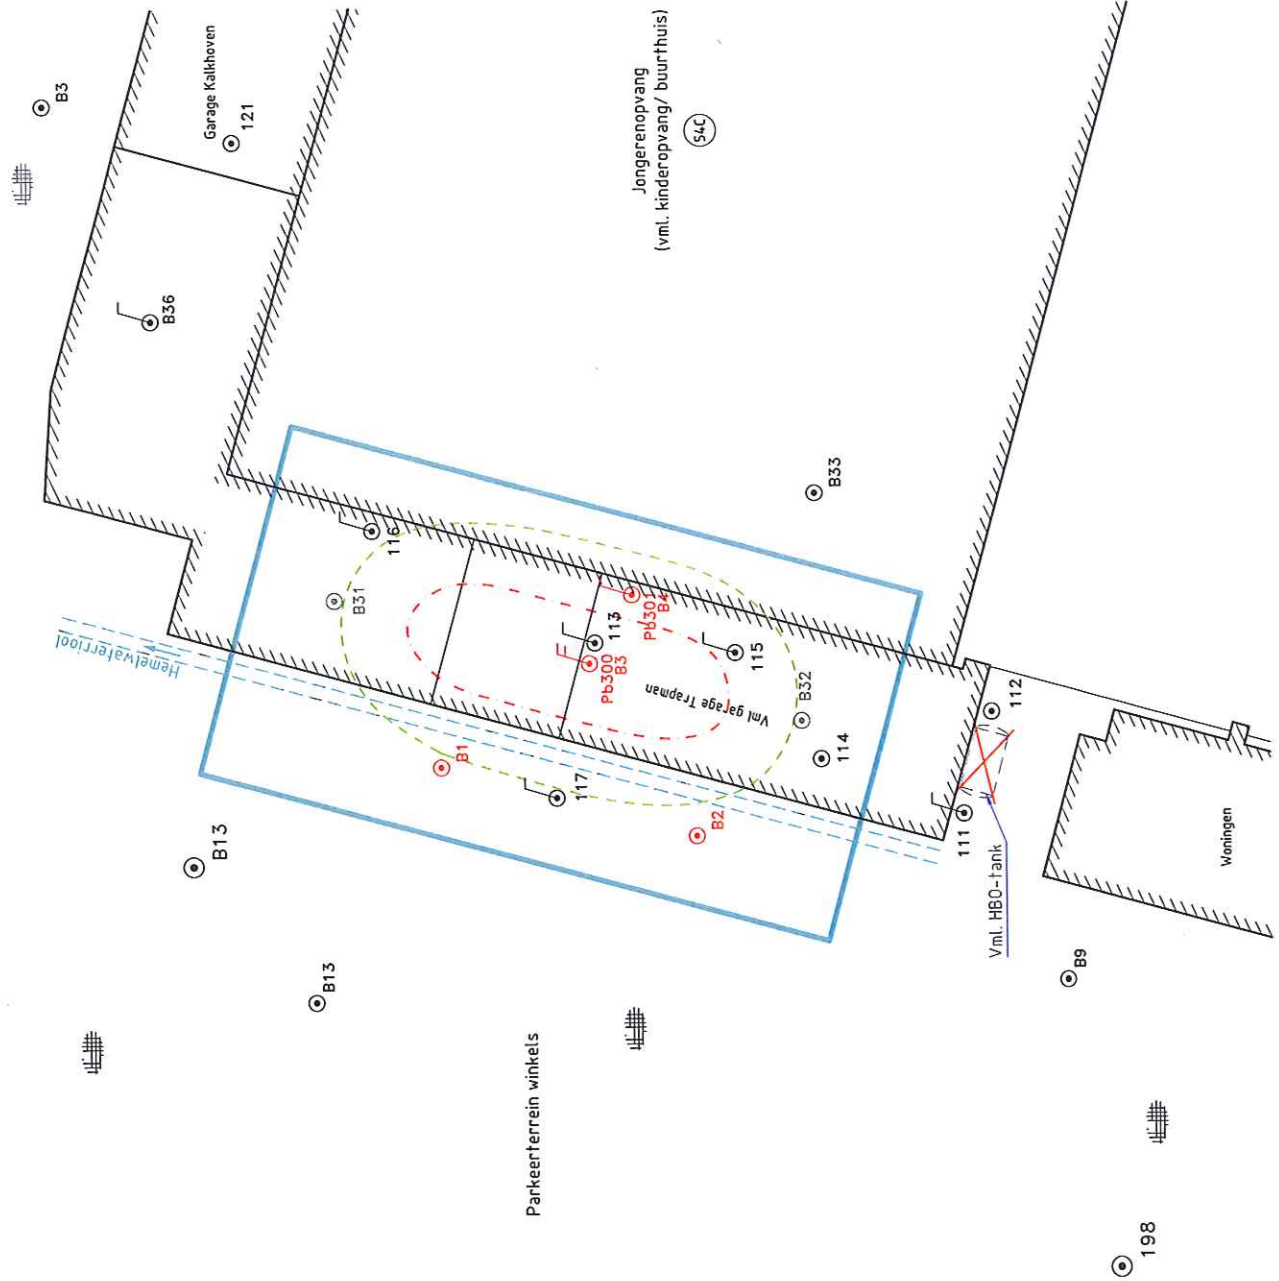 B3
Garage Kalkhoven
121
B36
Jongerenopvang
(vml. kinderopvang/ buurthuis)
S4C
Hemelwaterriool
116
B31
B33
113
Pb301
B4
Pb300
B3
115
Vml garage Trapman
B32
114
B1
117
B2
B13
B13
112
111
Vml. HBO-tank
Woningen
B9
Parkeerterrein winkels
198